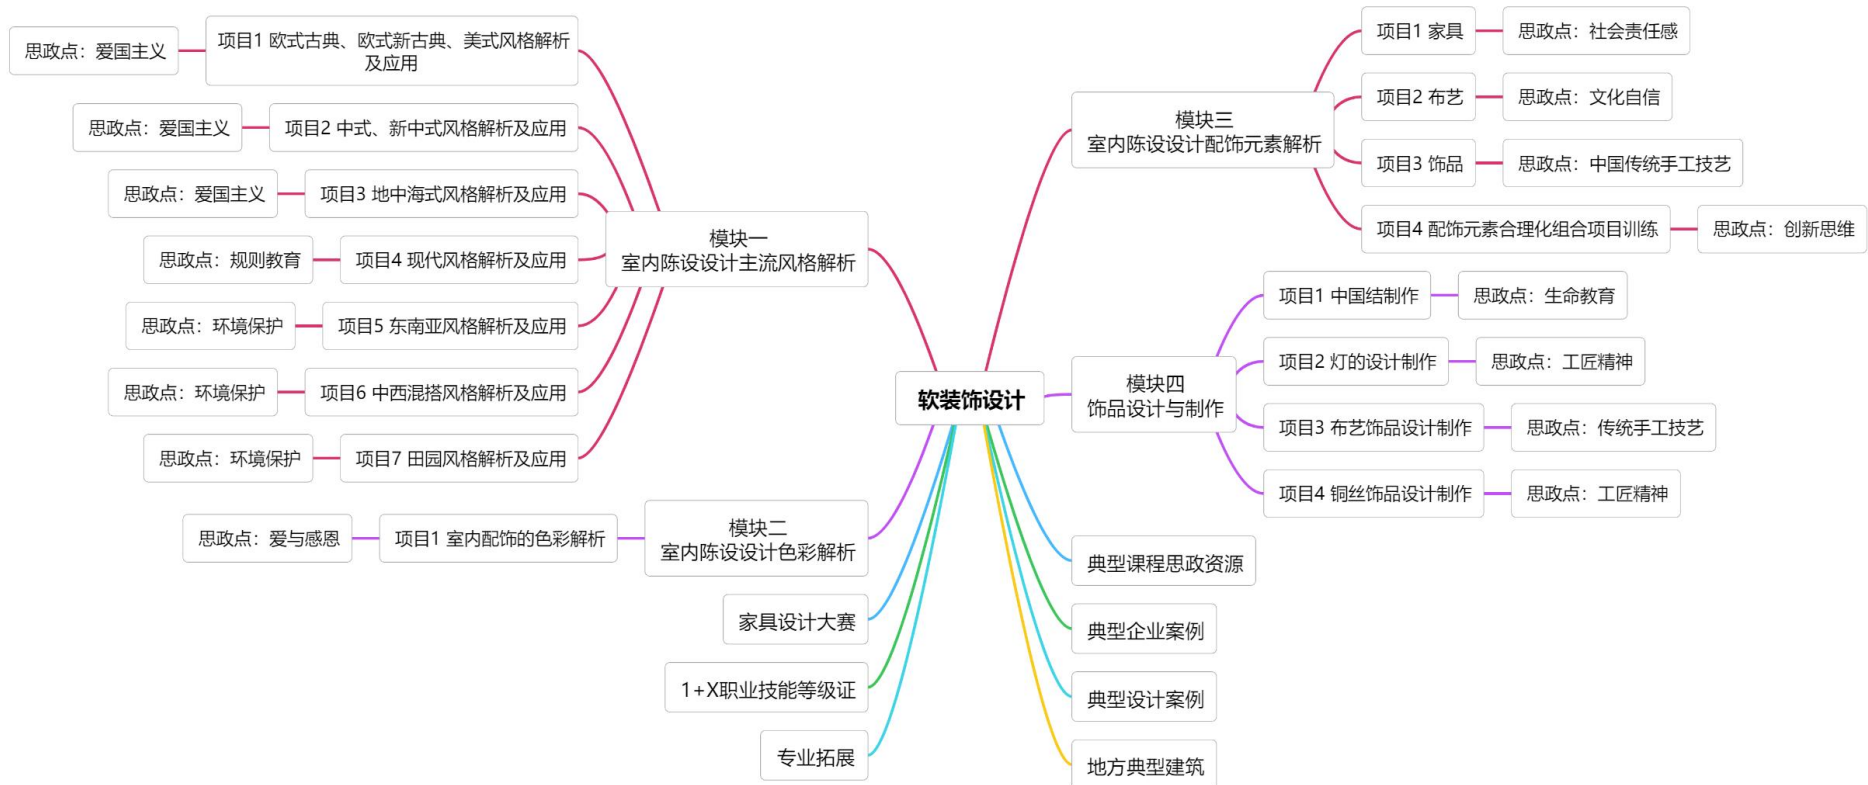 软装饰设计
模块一
室内陈设设计主流风格解析
项目1 欧式古典、欧式新古典、美式风格解析
及应用
思政点：爱国主义
项目2 中式、新中式风格解析及应用
思政点：爱国主义
项目3 地中海式风格解析及应用
思政点：爱国主义
项目4 现代风格解析及应用
思政点：规则教育
项目5 东南亚风格解析及应用
思政点：环境保护
项目6 中西混搭风格解析及应用
思政点：环境保护
项目7 田园风格解析及应用
思政点：环境保护
模块二
室内陈设设计色彩解析
项目1 室内配饰的色彩解析
思政点：爱与感恩
家具设计大赛
1+X职业技能等级证
专业拓展
模块三
室内陈设设计配饰元素解析
项目1 家具
思政点：社会责任感
项目2 布艺
思政点：文化自信
项目3 饰品
思政点：中国传统手工技艺
项目4 配饰元素合理化组合项目训练
思政点：创新思维
模块四
饰品设计与制作
项目1 中国结制作
思政点：生命教育
项目2 灯的设计制作
思政点：工匠精神
项目3 布艺饰品设计制作
思政点：传统手工技艺
项目4 铜丝饰品设计制作
思政点：工匠精神
典型课程思政资源
典型企业案例
典型设计案例
地方典型建筑